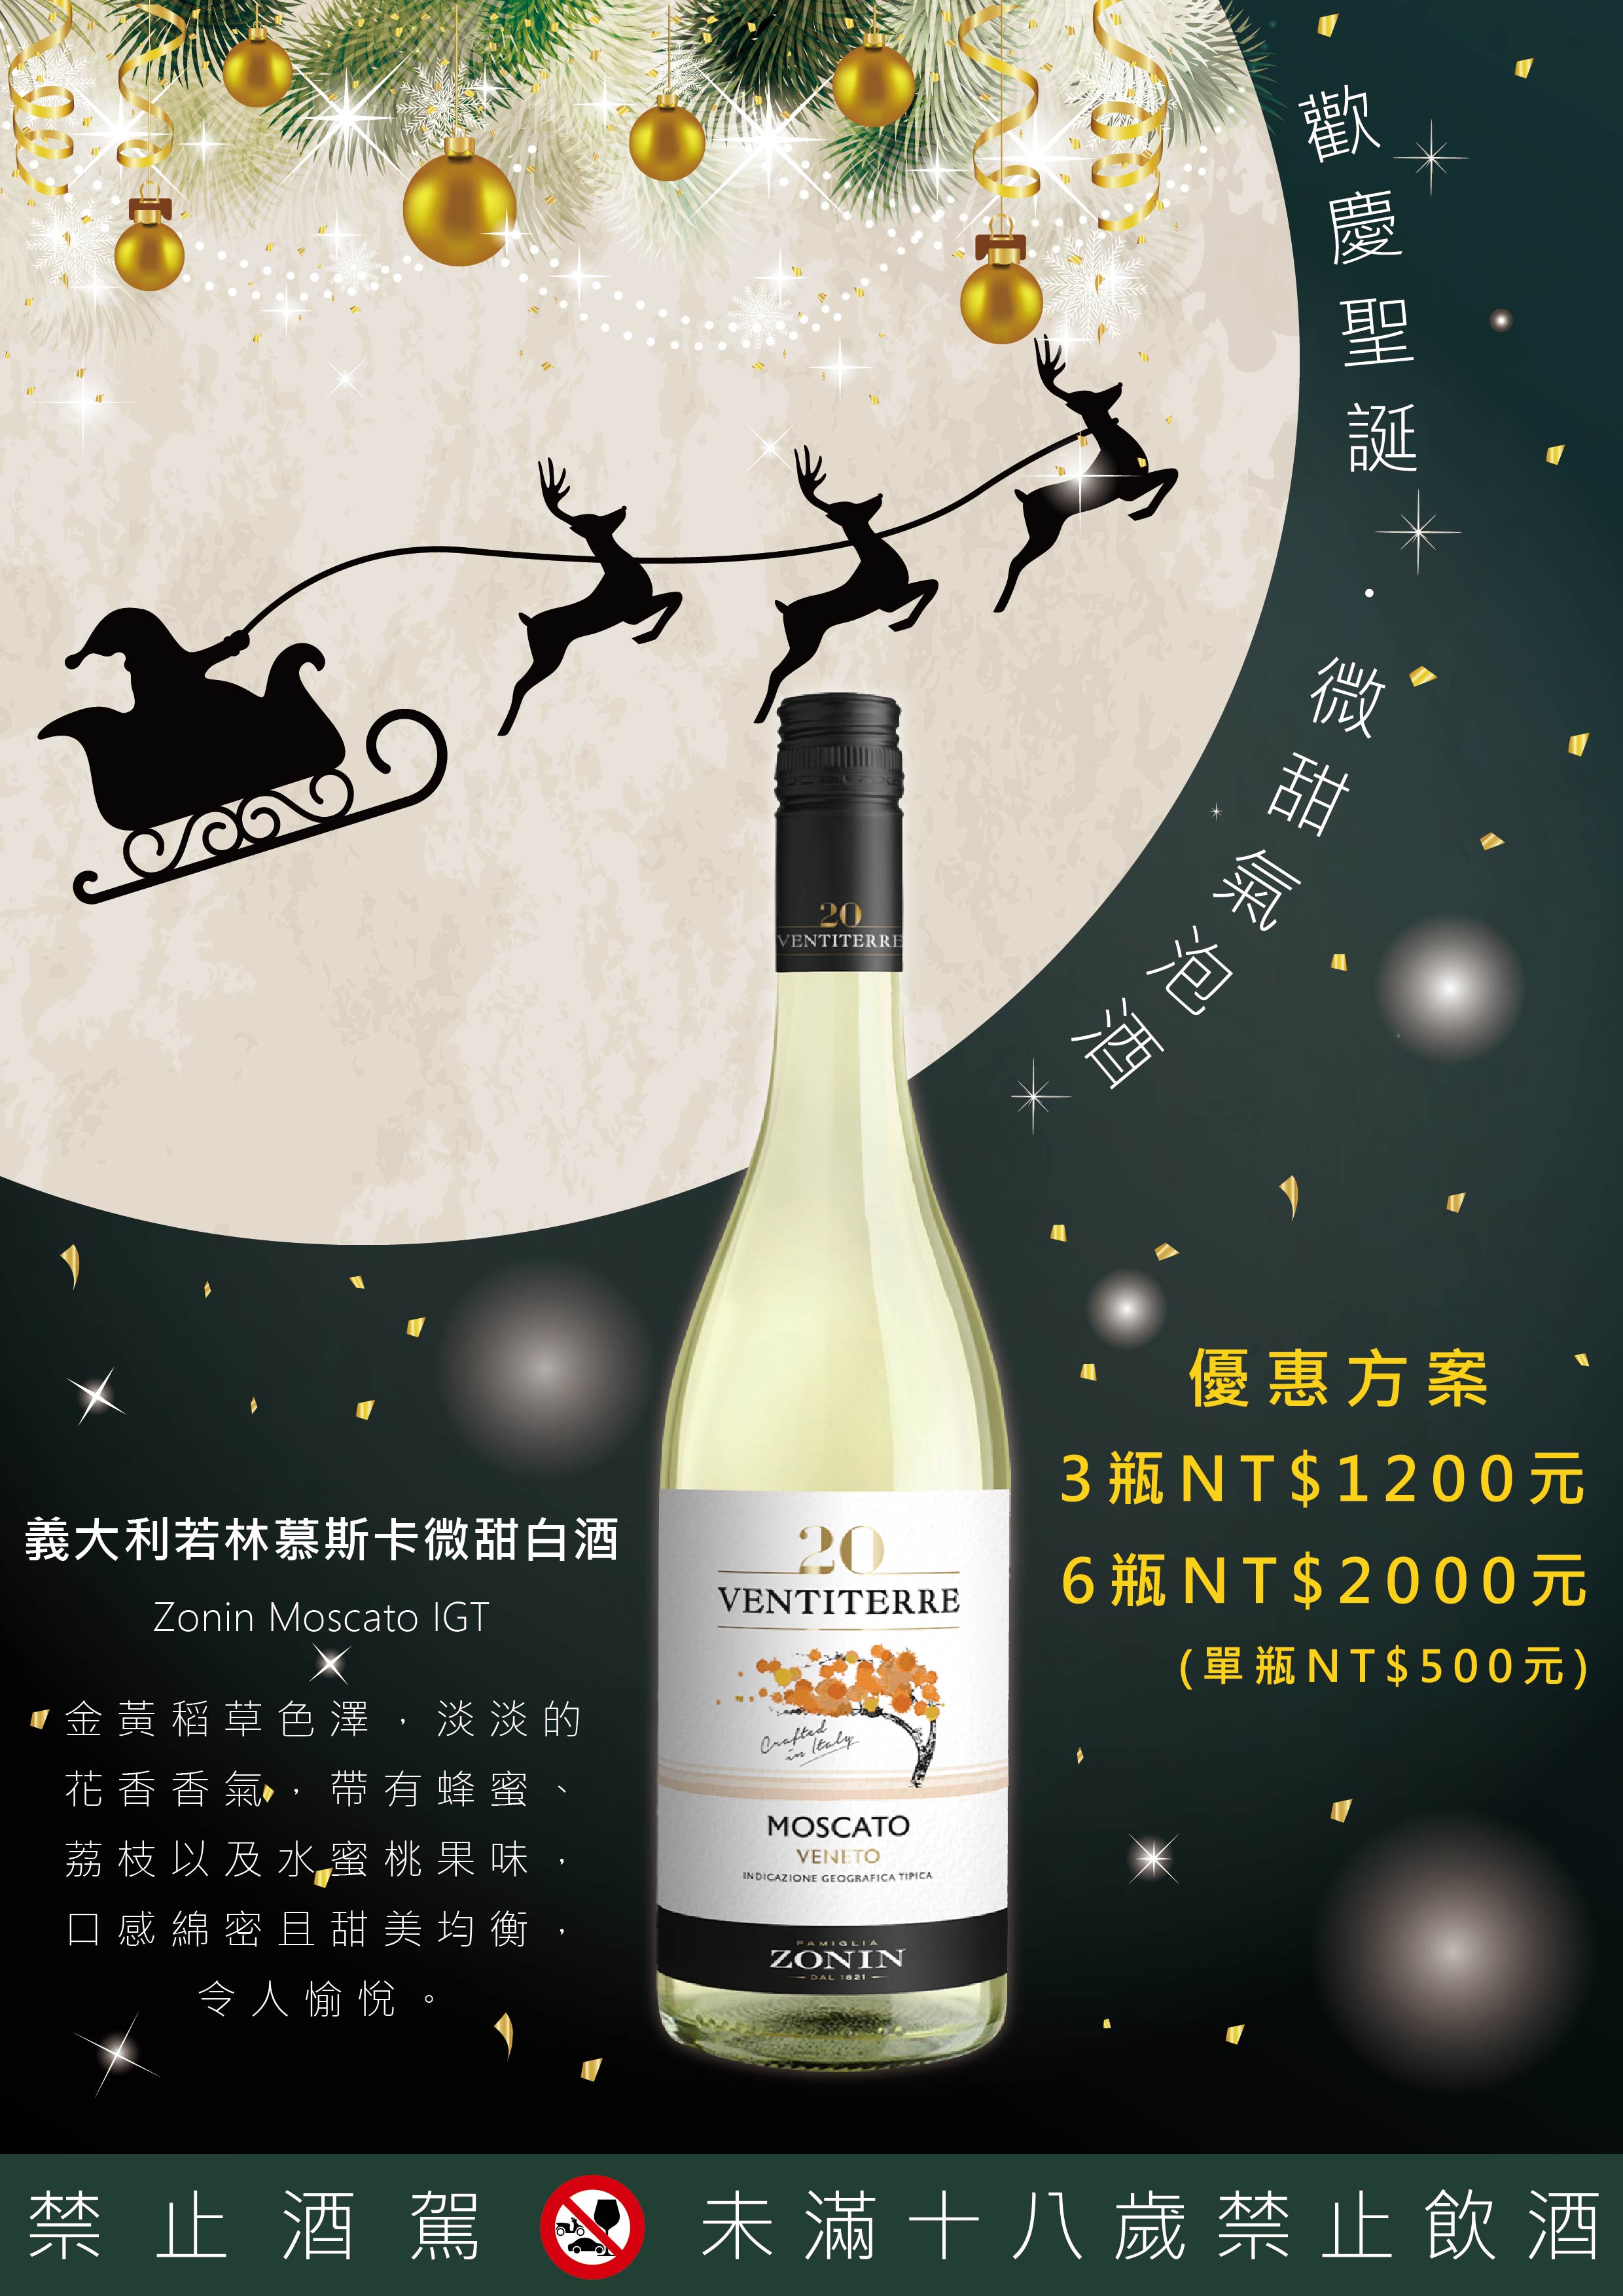 歡慶聖誕
·
微甜氣泡酒
20
VENTITERRE
優惠方案
3瓶NT$1200元
6瓶NT$2000元
(單瓶NT$500元)
義大利若林慕斯卡微甜白酒
Zonin Moscato IGT
金黃稻草色澤，淡淡的
花香香氣，帶有蜂蜜、
荔枝以及水蜜桃果味，
口感綿密且甜美均衡，
令人愉悅。
20
VENTITERRE
Crafted
in Italy
MOSCATO
VENETO
INDICAZIONE GEOGRAFICA TIPICA
FAMIGLIA
ZONIN
DAL 1821
禁止酒駕 未滿十八歲禁止飲酒